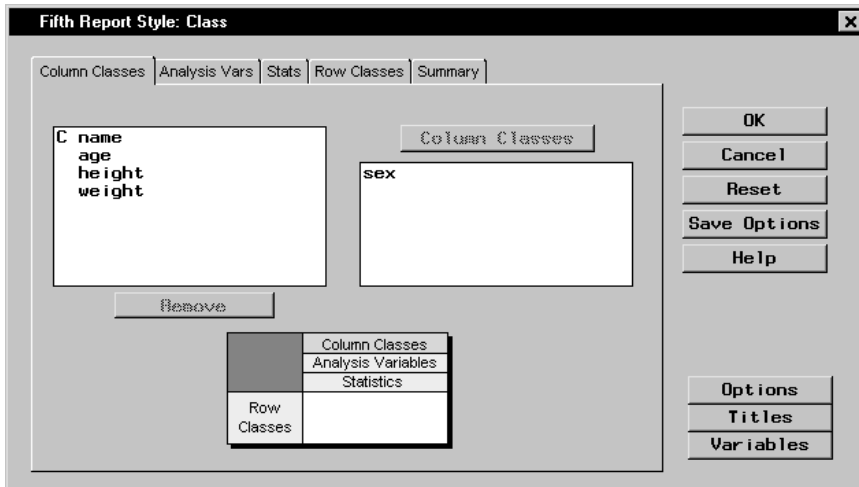 Fifth Report Style: Class
Column Classes Analysis Vars Stats Row Classes Summary
C name
age
height
weight
Column Classes
sex
Remove
Column Classes
Analysis Variables
Statistics
Row
Classes
OK
Cancel
Reset
Save Options
Help
Options
Titles
Variables